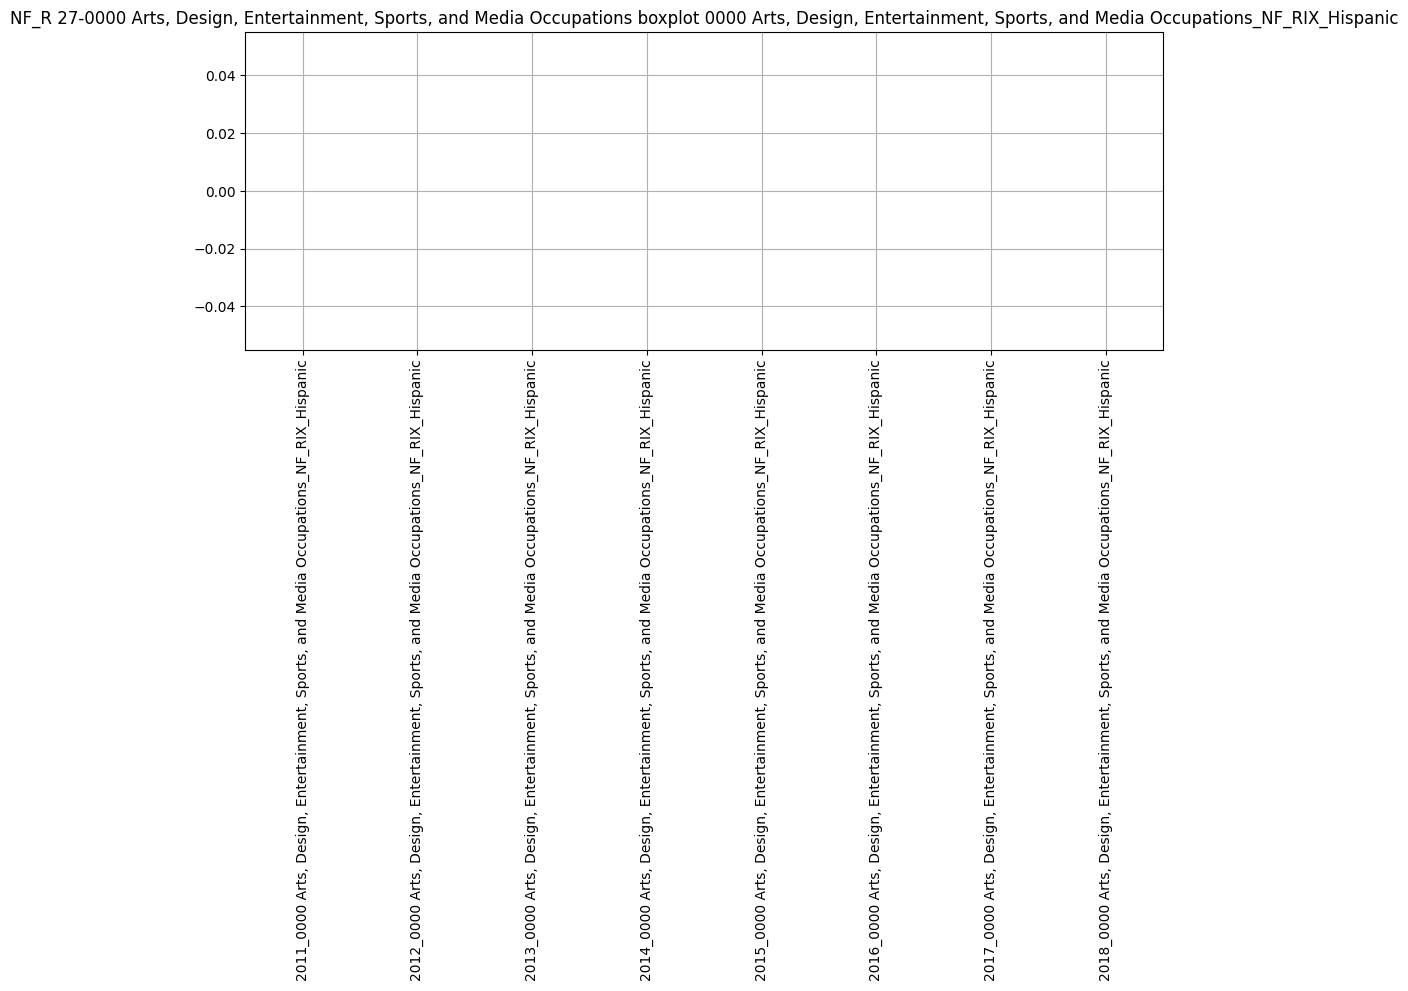 NF_R 27-0000 Arts, Design, Entertainment, Sports, and Media Occupations boxplot 0000 Arts, Design, Entertainment, Sports, and Media Occupations_NF_RIX_Hispanic
0.04
0.02
0.00
−0.02
−0.04
2011_0000 Arts, Design, Entertainment, Sports, and Media Occupations_NF_RIX_Hispanic
2012_0000 Arts, Design, Entertainment, Sports, and Media Occupations_NF_RIX_Hispanic
2013_0000 Arts, Design, Entertainment, Sports, and Media Occupations_NF_RIX_Hispanic
2014_0000 Arts, Design, Entertainment, Sports, and Media Occupations_NF_RIX_Hispanic
2015_0000 Arts, Design, Entertainment, Sports, and Media Occupations_NF_RIX_Hispanic
2016_0000 Arts, Design, Entertainment, Sports, and Media Occupations_NF_RIX_Hispanic
2017_0000 Arts, Design, Entertainment, Sports, and Media Occupations_NF_RIX_Hispanic
2018_0000 Arts, Design, Entertainment, Sports, and Media Occupations_NF_RIX_Hispanic